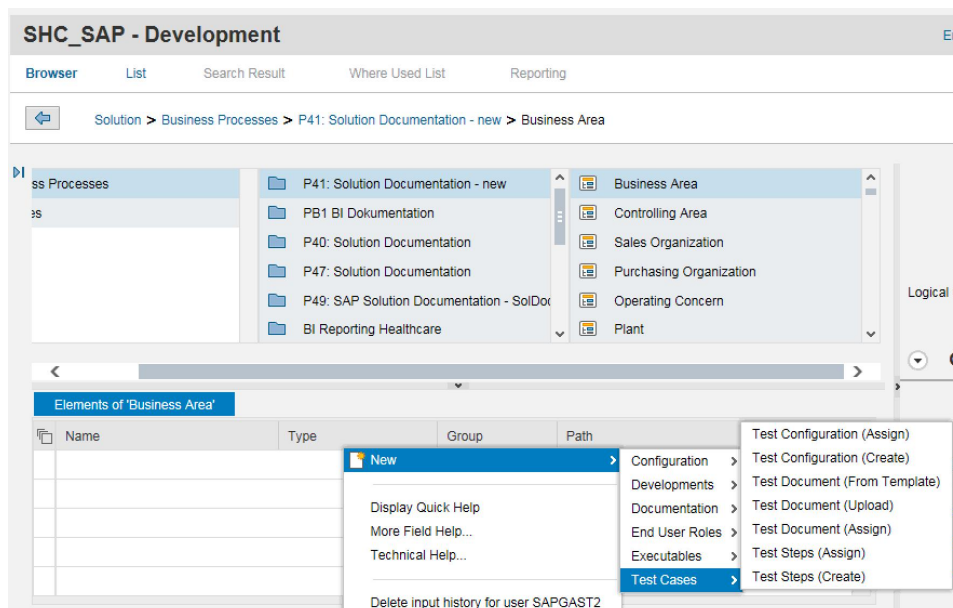 SHC_SAP - Development
Browser List Search Result Where Used List Reporting
Solution > Business Processes > P41: Solution Documentation - new > Business Area
ss Processes
P41: Solution Documentation - new
PB1 BI Dokumentation
P40: Solution Documentation
P47: Solution Documentation
P49: SAP Solution Documentation - SolDo
BI Reporting Healthcare
Business Area
Controlling Area
Sales Organization
Purchasing Organization
Operating Concern
Plant
Logical
Elements of 'Business Area'
Name Type Group Path
New
Display Quick Help
More Field Help...
Technical Help...
Delete input history for user SAPGAST2
Configuration
Developments
Documentation
End User Roles
Executables
Test Cases
Test Configuration (Assign)
Test Configuration (Create)
Test Document (From Template)
Test Document (Upload)
Test Document (Assign)
Test Steps (Assign)
Test Steps (Create)